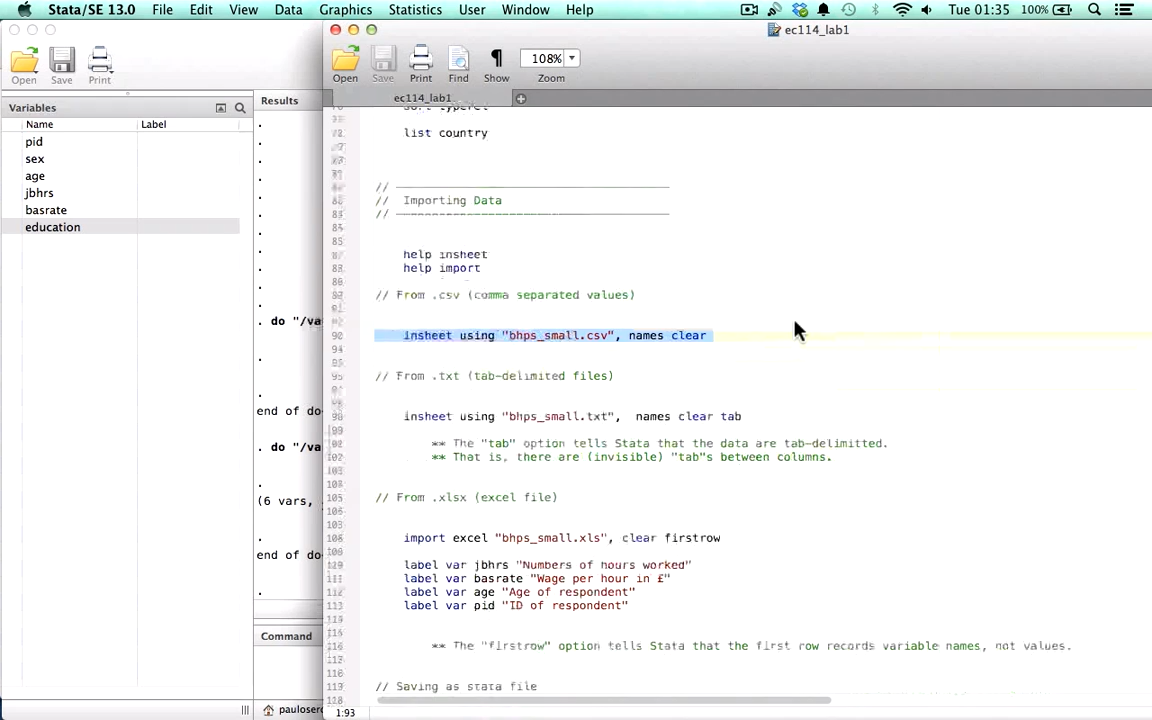 Stata/SE 13.0 File Edit View Data Graphics Statistics User Window Help Tue 01:35 100%
ec114_lab1
Open Save Print
Open Save Print Find Show Zoom
108%
ec114_lab1
Variables
Name Label
pid
sex
age
jbhrs
basrate
education
Results
. do "/va
end of do
. do "/va
(6 vars,
end of do
Command
pauloser
list country
// Importing Data
help insheet
help import
// From .csv (comma separated values)
insheet using "bhps_small.csv", names clear
// From .txt (tab-delimited files)
insheet using "bhps_small.txt", names clear tab
** The "tab" option tells Stata that the data are tab-delimitted.
** That is, there are (invisible) "tab"s between columns.
// From .xlsx (excel file)
import excel "bhps_small.xls", clear firstrow
label var jbhrs "Numbers of hours worked"
label var basrate "Wage per hour in £"
label var age "Age of respondent"
label var pid "ID of respondent"
** The "firstrow" option tells Stata that the first row records variable names, not values.
// Saving as stata file
1:93